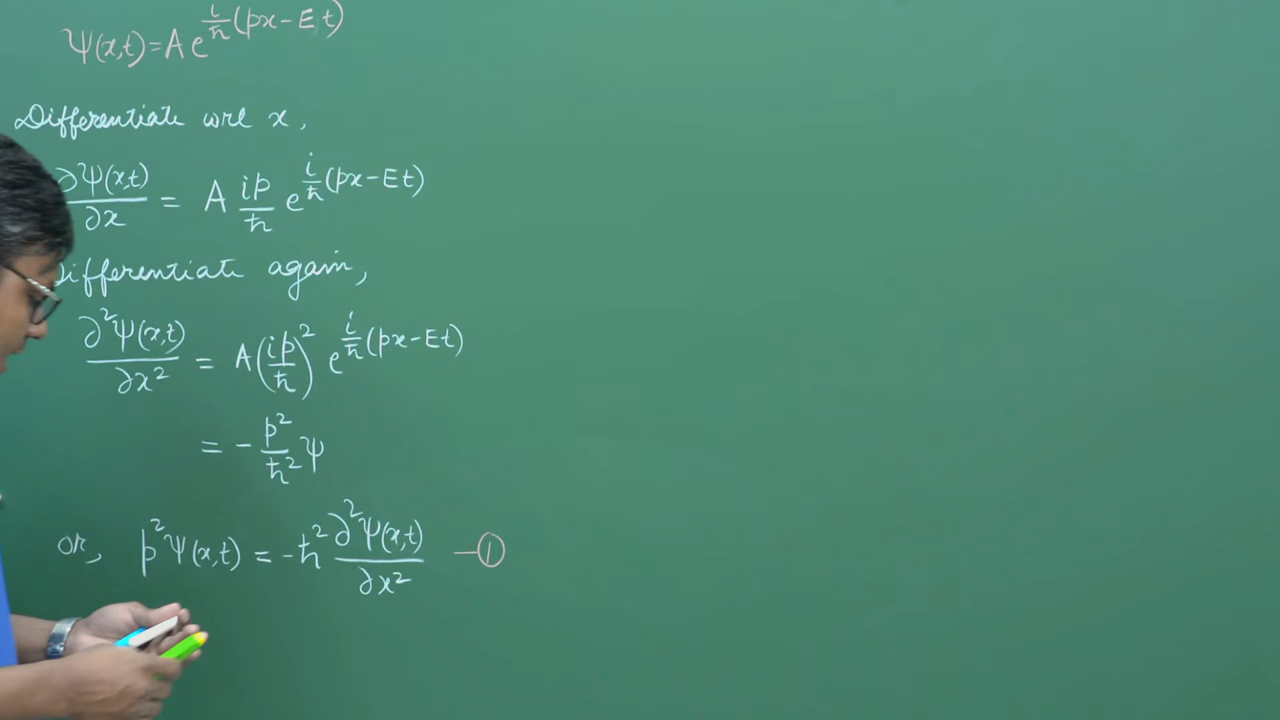 Ψ(x,t)=A e^{i/ħ (px-Et)}
Differentiate wrt x,
∂Ψ(x,t)/∂x = A ip/ħ e^{i/ħ (px-Et)}
Differentiate again,
∂²Ψ(x,t)/∂x² = A(ip/ħ)² e^{i/ħ (px-Et)}
= - p²/ħ² Ψ
or, p²Ψ(x,t) = -ħ² ∂²Ψ(x,t)/∂x² —①